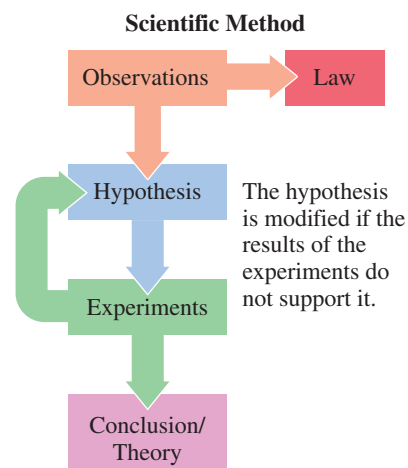 Scientific Method
Observations
Law
Hypothesis
The hypothesis
is modified if the
results of the
experiments do
not support it.
Experiments
Conclusion/
Theory